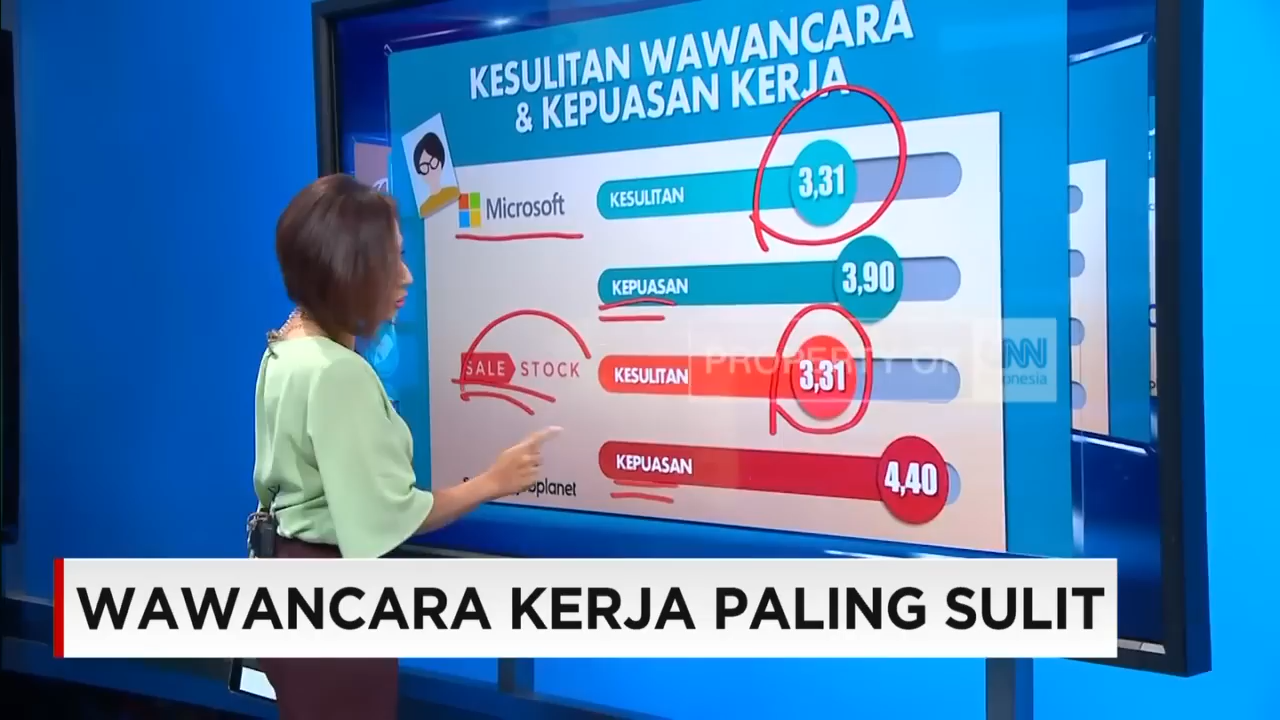 KESULITAN WAWANCARA
& KEPUASAN KERJA
Microsoft
KESULITAN
3,31
KEPUASAN
3,90
SALE STOCK
KESULITAN
3,31
PROPERTY OF
CNN
KEPUASAN
4,40
WAWANCARA KERJA PALING SULIT